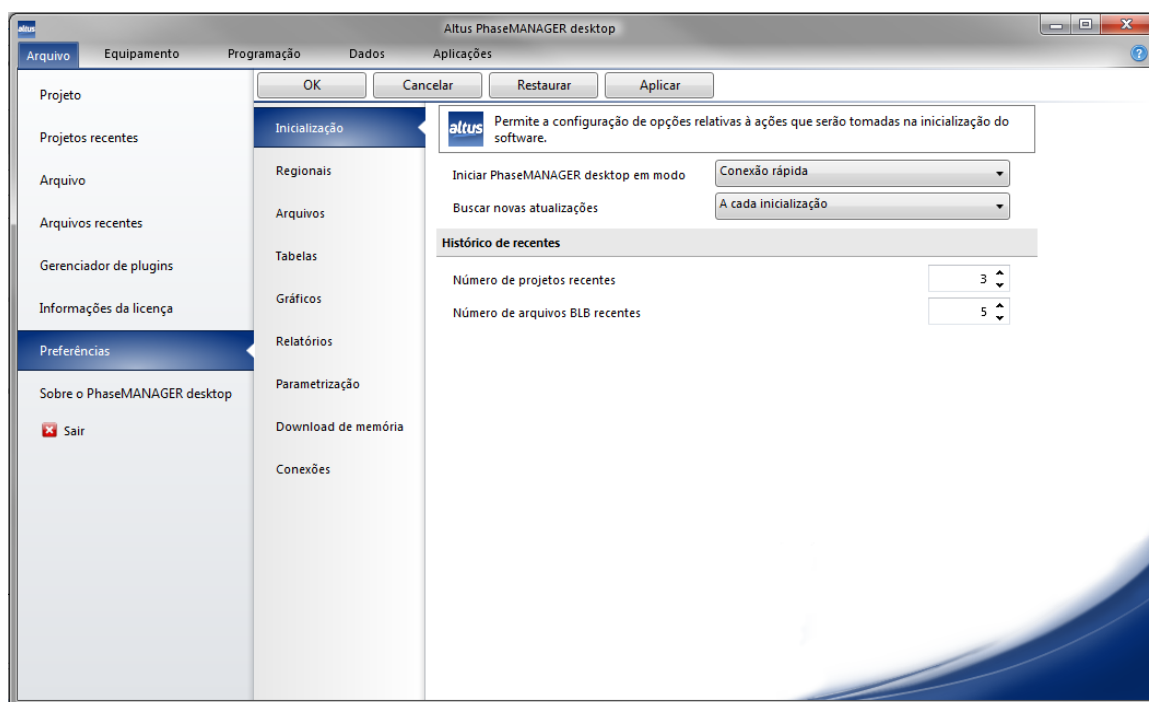 altus
Altus PhaseMANAGER desktop
Arquivo Equipamento Programação Dados Aplicações ?
Projeto
Projetos recentes
Arquivo
Arquivos recentes
Gerenciador de plugins
Informações da licença
Preferências
Sobre o PhaseMANAGER desktop
Sair
OK Cancelar Restaurar Aplicar
Inicialização
Regionais
Arquivos
Tabelas
Gráficos
Relatórios
Parametrização
Download de memória
Conexões
altus
Permite a configuração de opções relativas à ações que serão tomadas na inicialização do
software.
Iniciar PhaseMANAGER desktop em modo Conexão rápida
Buscar novas atualizações A cada inicialização
Histórico de recentes
Número de projetos recentes 3
Número de arquivos BLB recentes 5